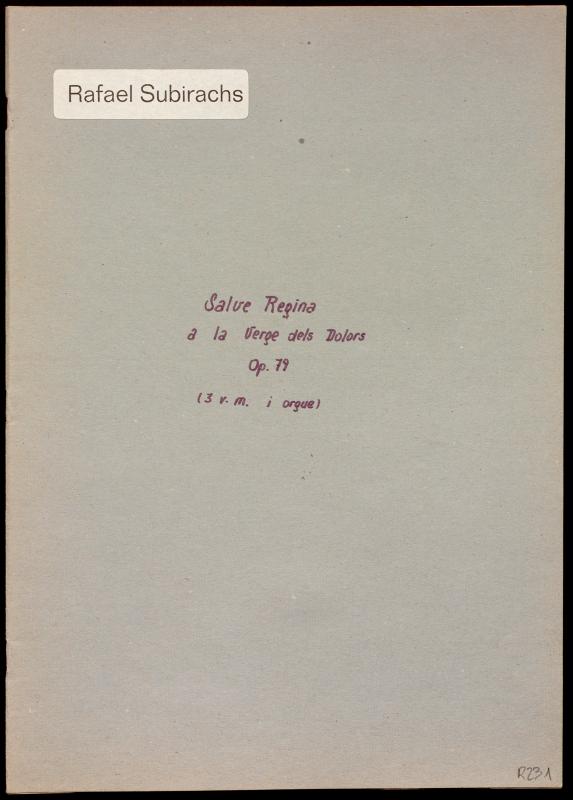 Rafael Subirachs
Salve Regina
a la Verge dels Dolors
Op. 79
(3 v. m. i orgue)
R231